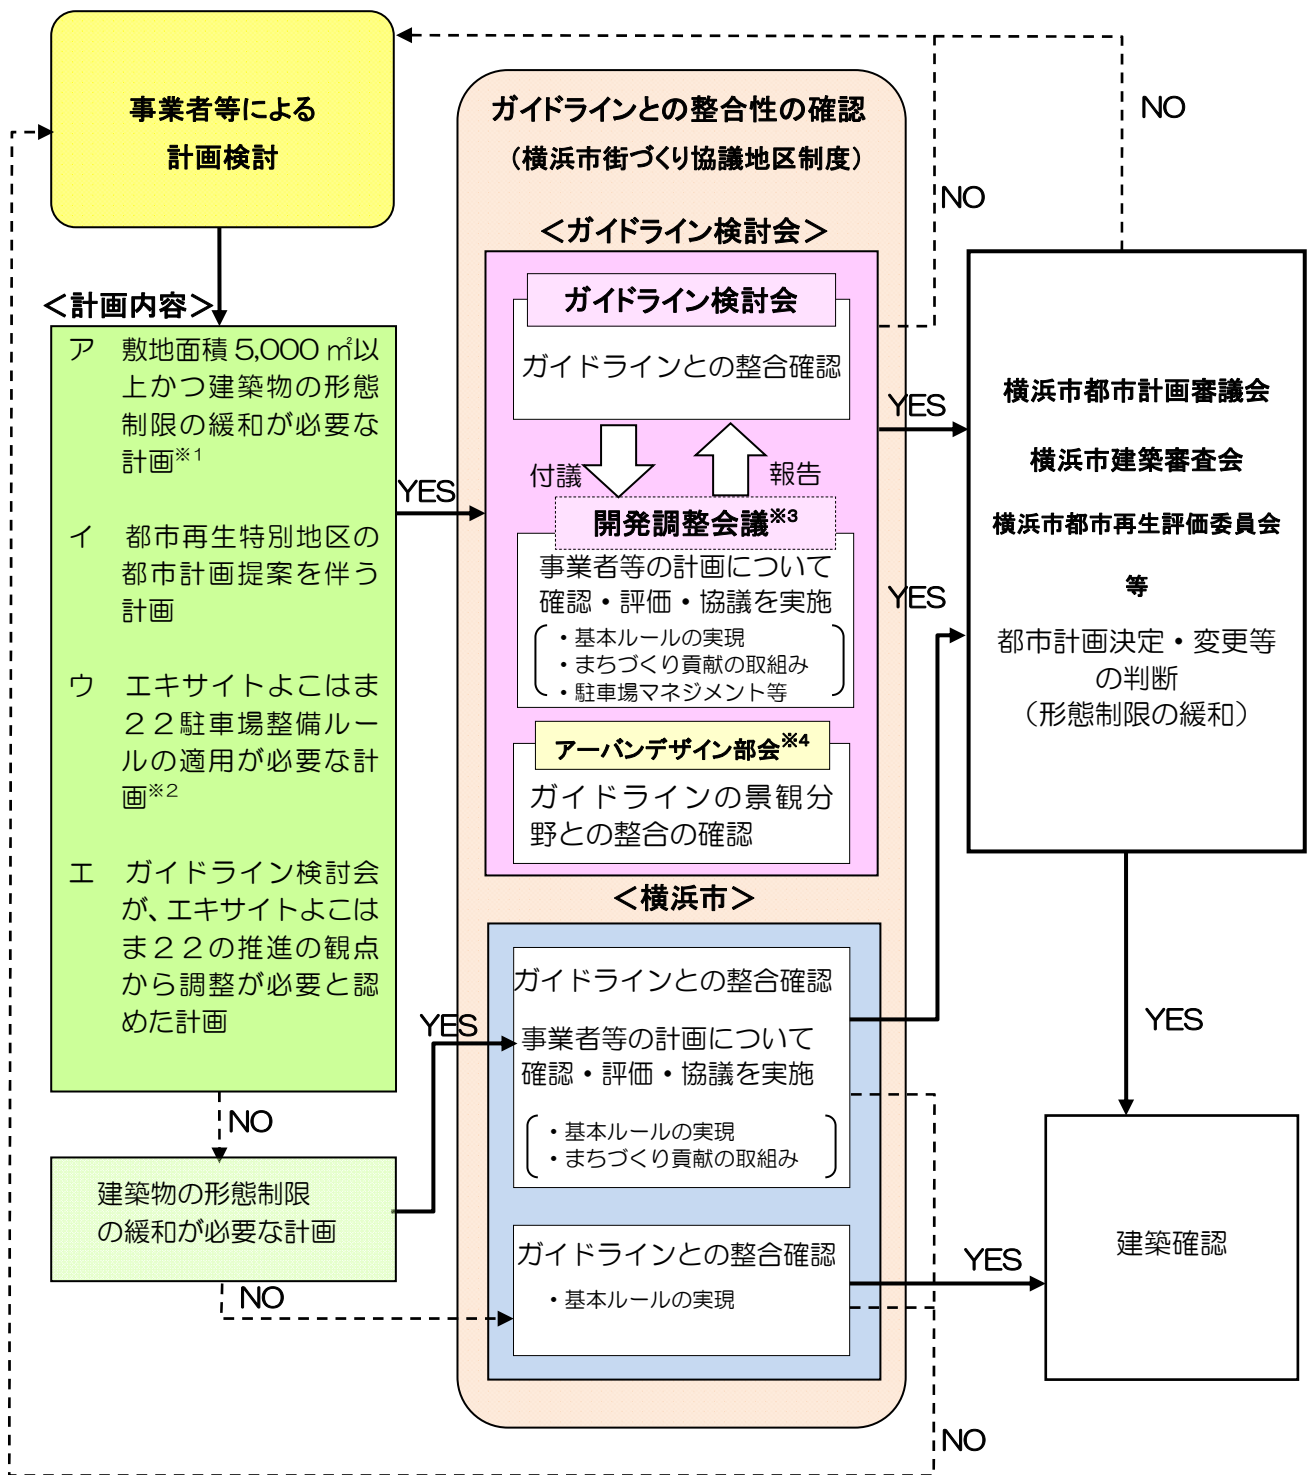 事業者等による
計画検討
＜計画内容＞
ア　敷地面積 5,000 ㎡以
上かつ建築物の形態
制限の緩和が必要な
計画※1
イ　都市再生特別地区の
都市計画提案を伴う
計画
ウ　エキサイトよこはま
２２駐車場整備ルー
ルの適用が必要な計
画※2
エ　ガイドライン検討会
が、エキサイトよこは
ま２２の推進の観点
から調整が必要と認
めた計画
NO
建築物の形態制限
の緩和が必要な計画
NO
YES
YES
ガイドラインとの整合性の確認
（横浜市街づくり協議地区制度）
＜ガイドライン検討会＞
ガイドライン検討会
ガイドラインとの整合確認
付議
報告
開発調整会議※3
事業者等の計画について
確認・評価・協議を実施
・基本ルールの実現
・まちづくり貢献の取組み
・駐車場マネジメント等
アーバンデザイン部会※4
ガイドラインの景観分
野との整合の確認
＜横浜市＞
ガイドラインとの整合確認
事業者等の計画について
確認・評価・協議を実施
・基本ルールの実現
・まちづくり貢献の取組み
ガイドラインとの整合確認
・基本ルールの実現
NO
NO
YES
YES
横浜市都市計画審議会
横浜市建築審査会
横浜市都市再生評価委員会
等
都市計画決定・変更等
の判断
（形態制限の緩和）
YES
YES
建築確認
NO